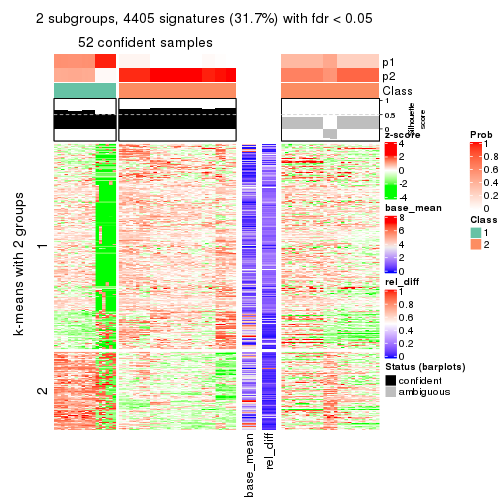 2 subgroups, 4405 signatures (31.7%) with fdr < 0.05
52 confident samples
p1
p2
Class
1
0.5
0
Silhouette
score
k-means with 2 groups
1
2
base_mean
rel_diff
z-score
4
2
0
-2
-4
base_mean
8
6
4
2
0
rel_diff
1
0.8
0.6
0.4
0.2
0
Status (barplots)
confident
ambiguous
Prob
1
0.8
0.6
0.4
0.2
0
Class
1
2